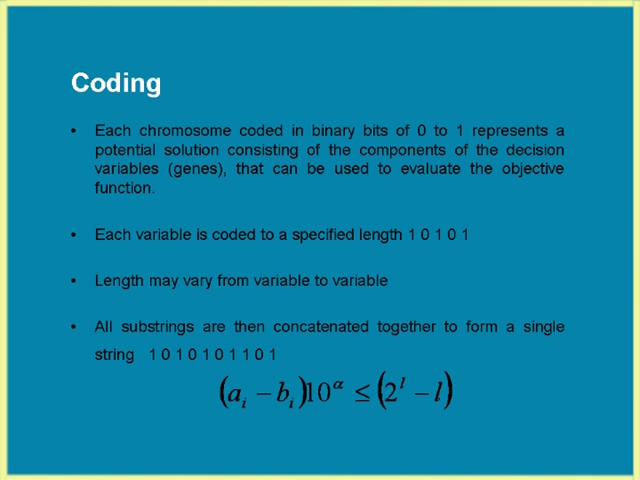 Coding
• Each chromosome coded in binary bits of 0 to 1 represents a
potential solution consisting of the components of the decision
variables (genes), that can be used to evaluate the objective
function.
• Each variable is coded to a specified length 1 0 1 0 1
• Length may vary from variable to variable
• All substrings are then concatenated together to form a single
string 1 0 1 0 1 0 1 1 0 1
(aᵢ − bᵢ)10^α ≤ (2^l − l)